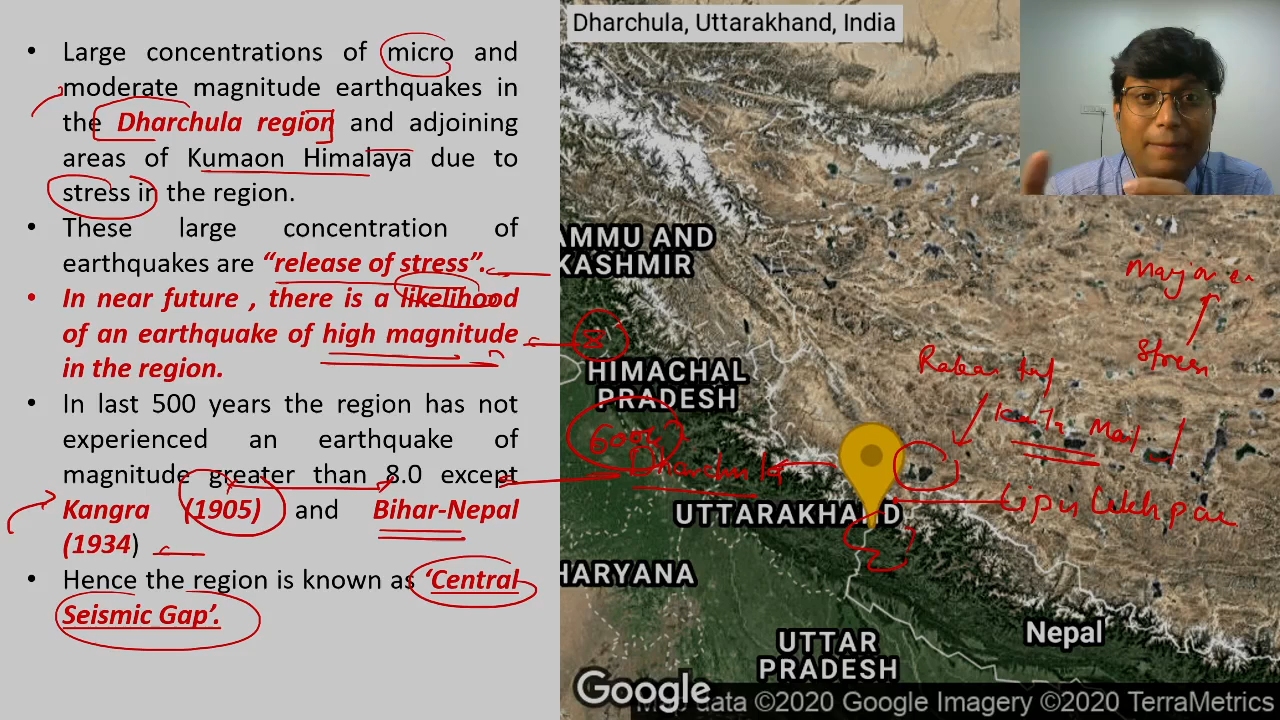 • Large concentrations of micro and
moderate magnitude earthquakes in
the Dharchula region and adjoining
areas of Kumaon Himalaya due to
stress in the region.
• These large concentration of
earthquakes are “release of stress”.
• In near future , there is a likelihood
of an earthquake of high magnitude
in the region.
• In last 500 years the region has not
experienced an earthquake of
magnitude greater than 8.0 except
Kangra (1905) and Bihar-Nepal
(1934)
• Hence the region is known as ‘Central
Seismic Gap’.
Dharchula, Uttarakhand, India
AMMU AND
KASHMIR
Major
Stress
8
HIMACHAL
PRADESH
Dharchula
UTTARAKHAND
HARYANA
UTTAR
PRADESH
Nepal
Google
Map data ©2020 Google Imagery ©2020 TerraMetrics